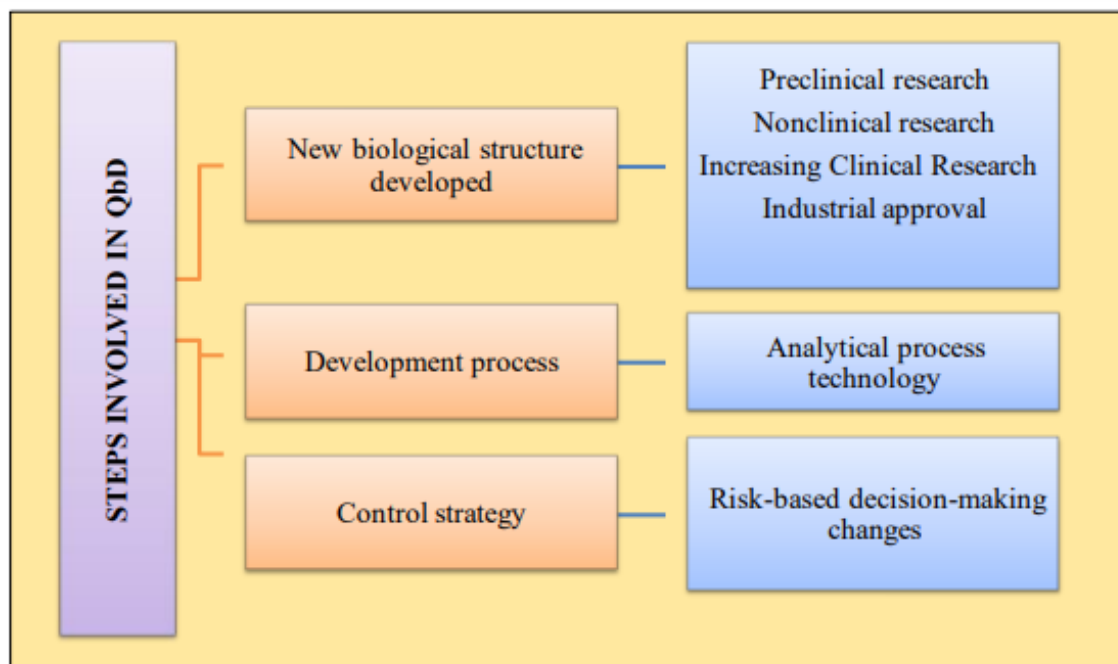 STEPS INVOLVED IN QbD
New biological structure
developed
Preclinical research
Nonclinical research
Increasing Clinical Research
Industrial approval
Development process
Analytical process
technology
Control strategy
Risk-based decision-making
changes